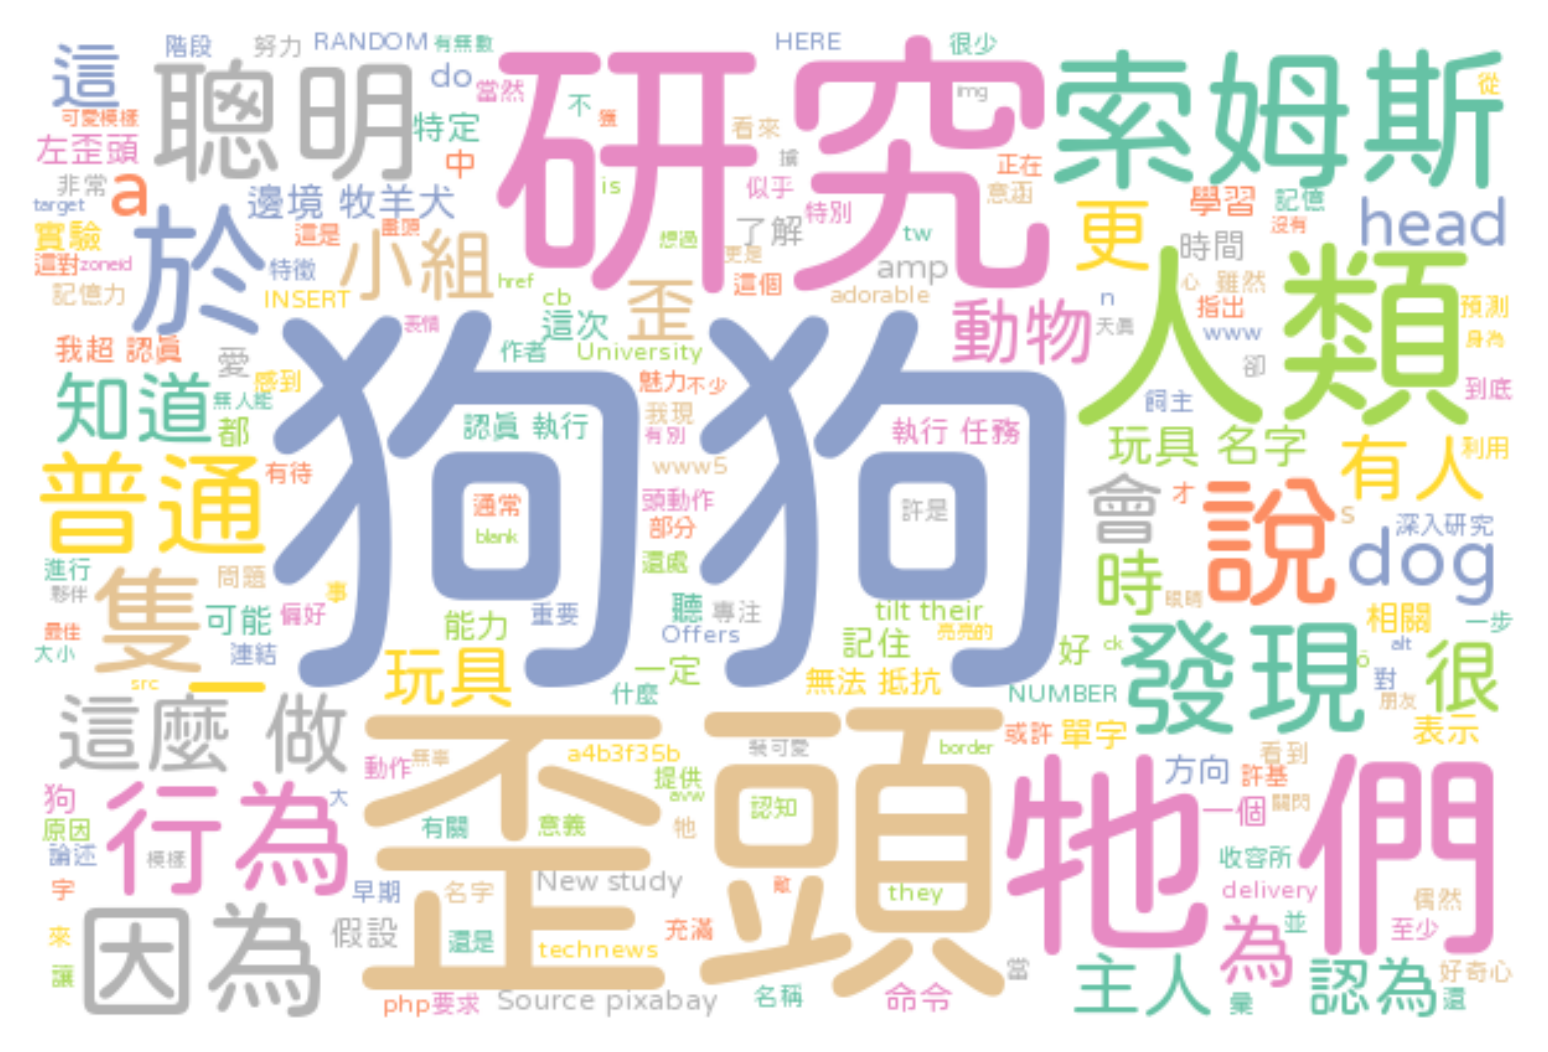 這 階段 努力 RANDOM 有無數 HERE 很少
聰明 do 當然 研究 img 索姆斯 從
可愛模樣 特定 不 獲 看來
左歪頭 中 正在
非常 a 邊境 牧羊犬 is 似乎 意涵 學習 記憶
target 特別 更 沒有 head
實驗 於 這是 小組 想過 了解 tw 時間
這對 zoneid 特徵 更是 amp
記憶力 INSERT href 歪 這個 adorable n 心 雖然 人類
cb 這次 表情 動物 天真 指出 預測
我超 認真 愛 作者 University www 身為
知道 感到 狗狗 魅力 不少 卻 到底
無人能 我現 飼主
都 認真 執行 有別 執行 任務 玩具 名字 有人 利用
普通 有待 www5
通常 頭動作 許是 會 才 說 s 深入研究
blank 部分 dog
進行 問題 還處 時
夥伴 隻 事 眼睛
可能 偏好 能力 重要 聽 專注 tilt their 相關 一步
最佳 Offers 記住 亮亮的 好 ck 發現 alt 很
大小 連結 玩具 一定 ö 對
src 一 什麼 無法 抵抗 NUMBER 朋友
這麼 做 歪頭 裝可愛 border 或許 單字 表示
動作 無辜 a4b3f35b 牠們 看到
狗 行為 大 提供 方向 許基
avw 認知 一個 關閃
原因 有關 意義 牠
論述 模樣 收容所
字 早期 名字 New study they delivery 偶然
因為 假設 充滿 為 並 至少
來 還是 technews 主人 認為 好奇心
讓 當 還
php 要求 Source pixabay 名稱 命令 彙